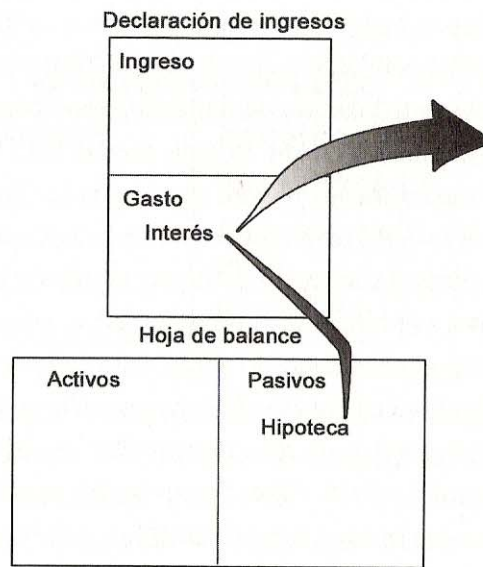 Declaración de ingresos
Ingreso
Gasto
Interés
Hoja de balance
Activos
Pasivos
Hipoteca